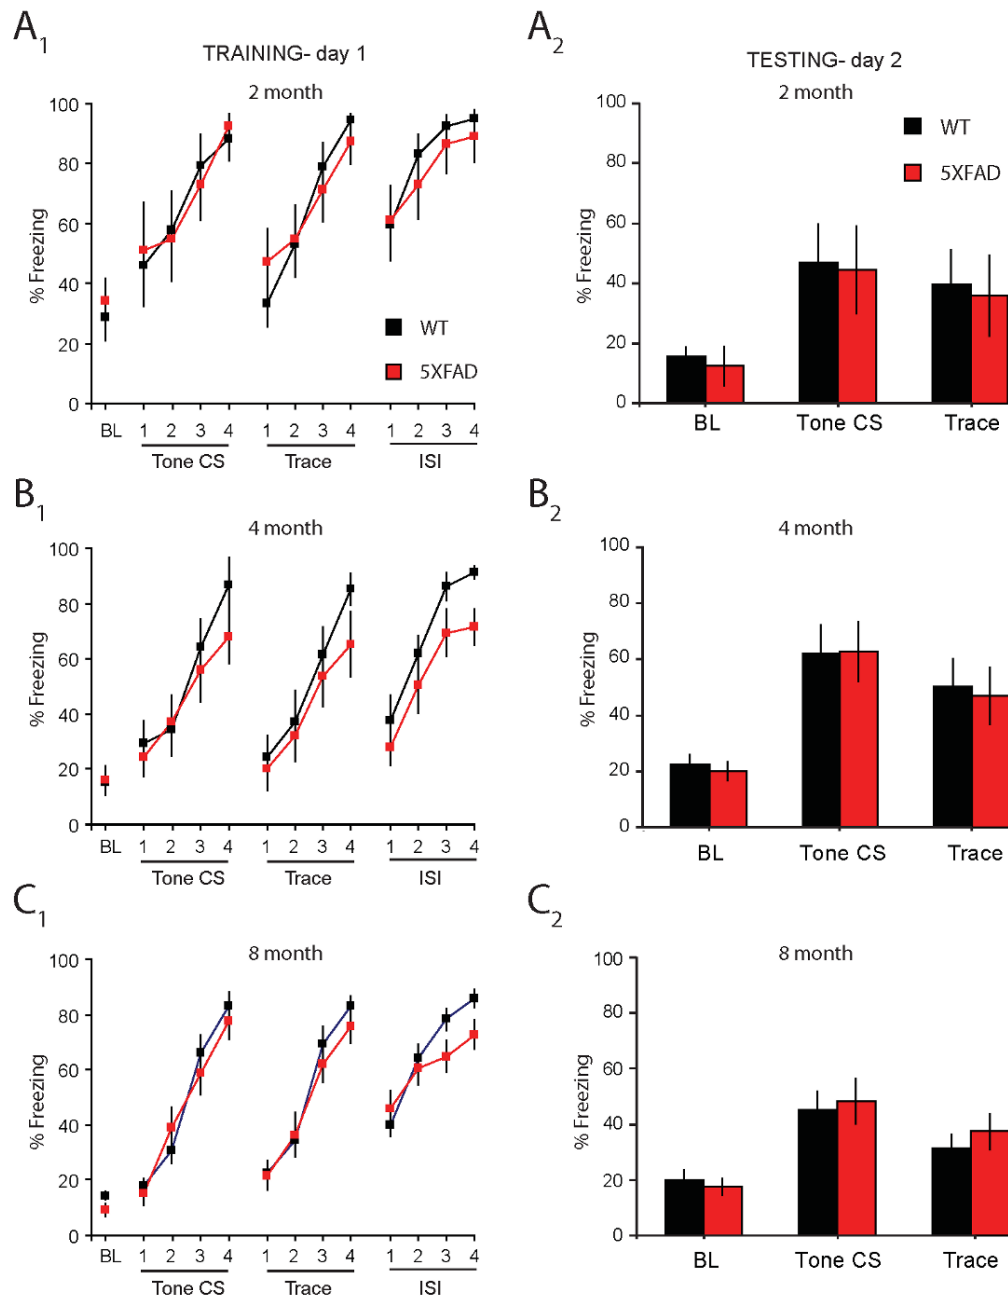 A1
TRAINING- day 1
2 month
% Freezing
100
80
60
40
20
0
WT
5XFAD
BL 1 2 3 4 1 2 3 4 1 2 3 4
Tone CS Trace ISI
A2
TESTING- day 2
2 month
% Freezing
100
80
60
40
20
0
WT
5XFAD
BL Tone CS Trace
B1
4 month
% Freezing
100
80
60
40
20
0
BL 1 2 3 4 1 2 3 4 1 2 3 4
Tone CS Trace ISI
B2
4 month
% Freezing
100
80
60
40
20
0
BL Tone CS Trace
C1
8 month
% Freezing
100
80
60
40
20
0
BL 1 2 3 4 1 2 3 4 1 2 3 4
Tone CS Trace ISI
C2
8 month
% Freezing
100
80
60
40
20
0
BL Tone CS Trace